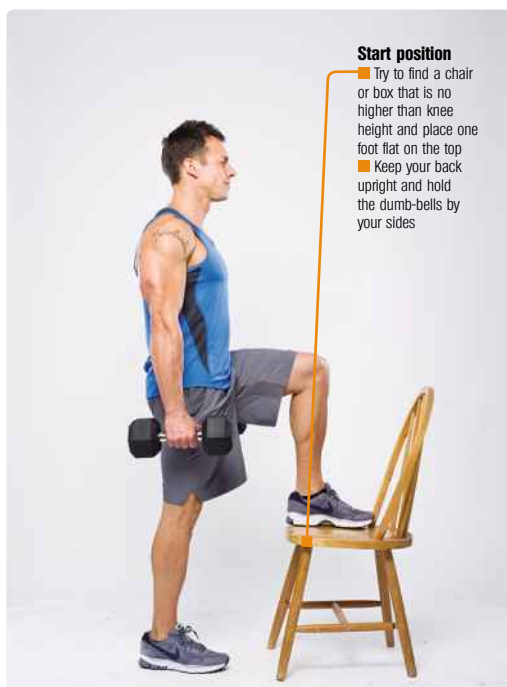 Start position
■ Try to find a chair
or box that is no
higher than knee
height and place one
foot flat on the top
■ Keep your back
upright and hold
the dumb-bells by
your sides